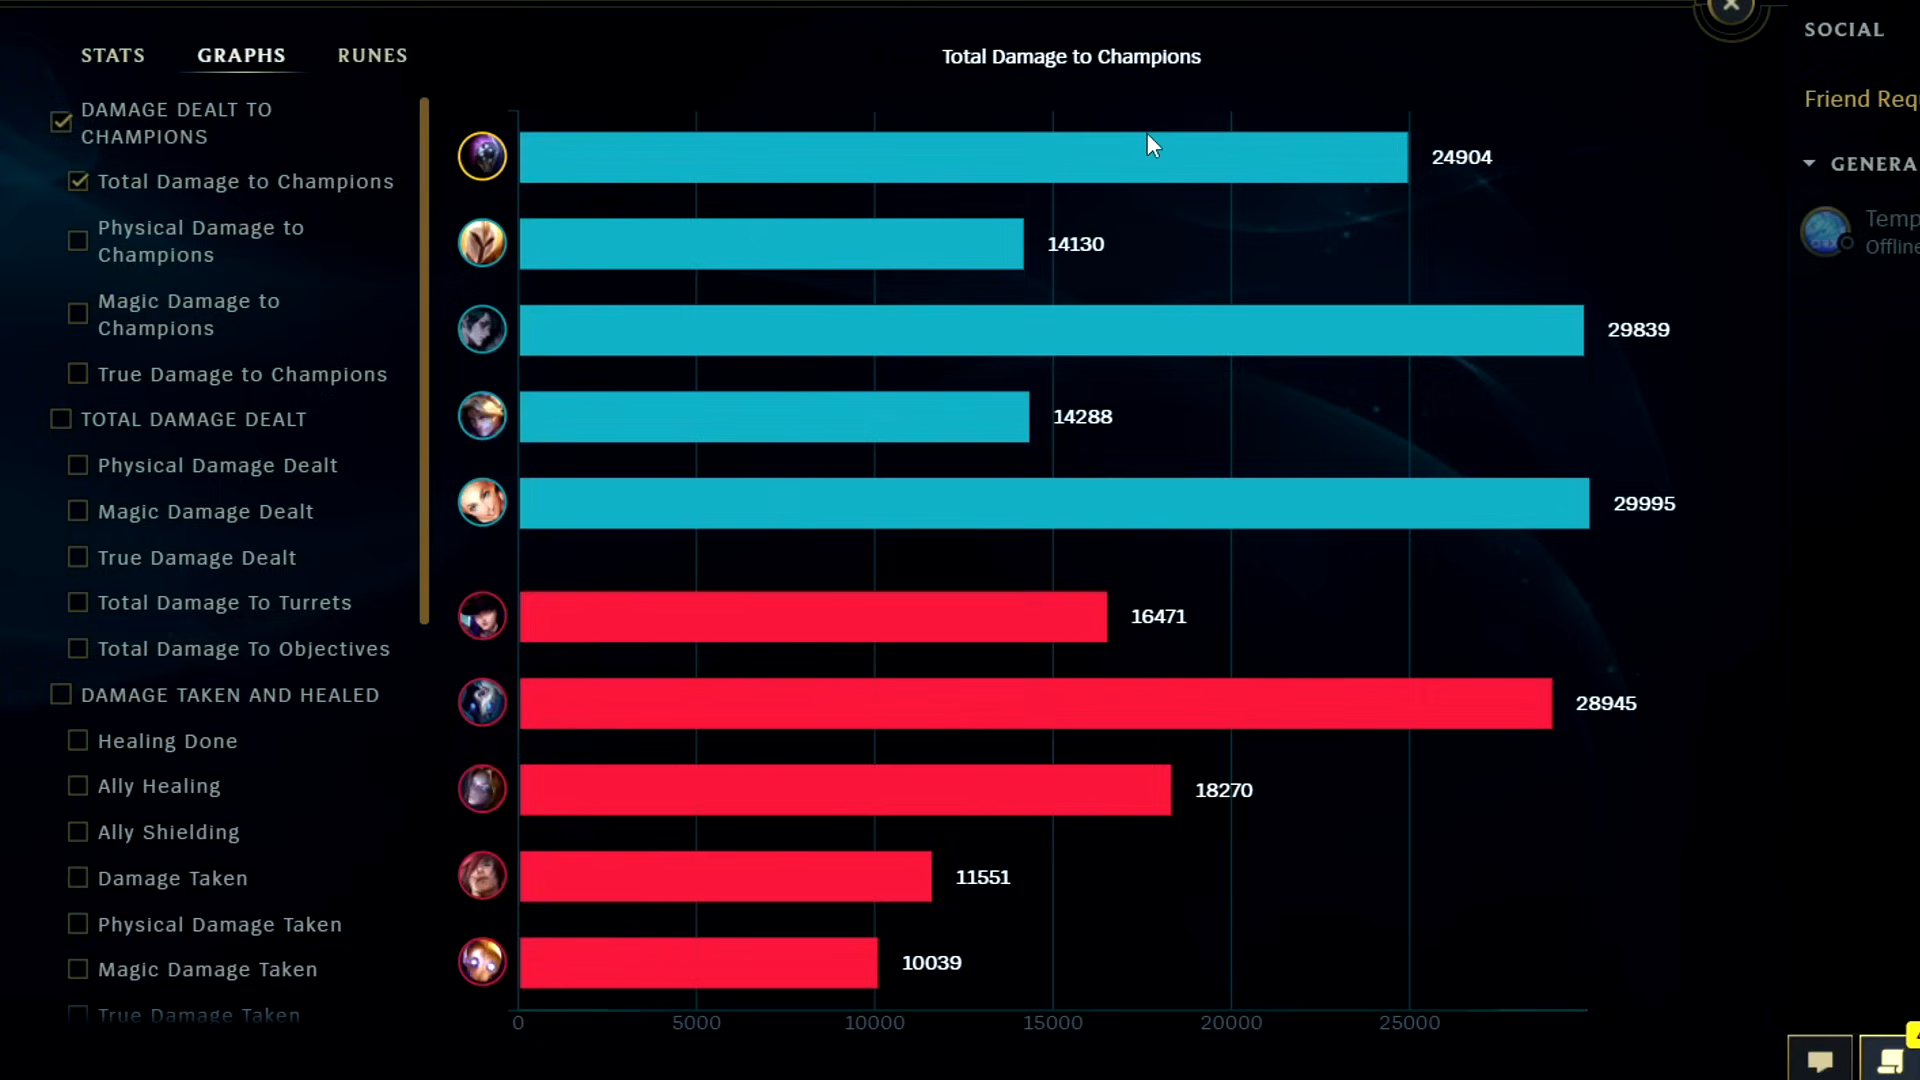 STATS
GRAPHS
RUNES
Total Damage to Champions
SOCIAL
DAMAGE DEALT TO
CHAMPIONS
Total Damage to Champions
Physical Damage to
Champions
Magic Damage to
Champions
True Damage to Champions
TOTAL DAMAGE DEALT
Physical Damage Dealt
Magic Damage Dealt
True Damage Dealt
Total Damage To Turrets
Total Damage To Objectives
DAMAGE TAKEN AND HEALED
Healing Done
Ally Healing
Ally Shielding
Damage Taken
Physical Damage Taken
Magic Damage Taken
True Damage Taken
24904
14130
29839
14288
29995
16471
28945
18270
11551
10039
0 5000 10000 15000 20000 25000
Friend Req
GENERA
Temp
Offline